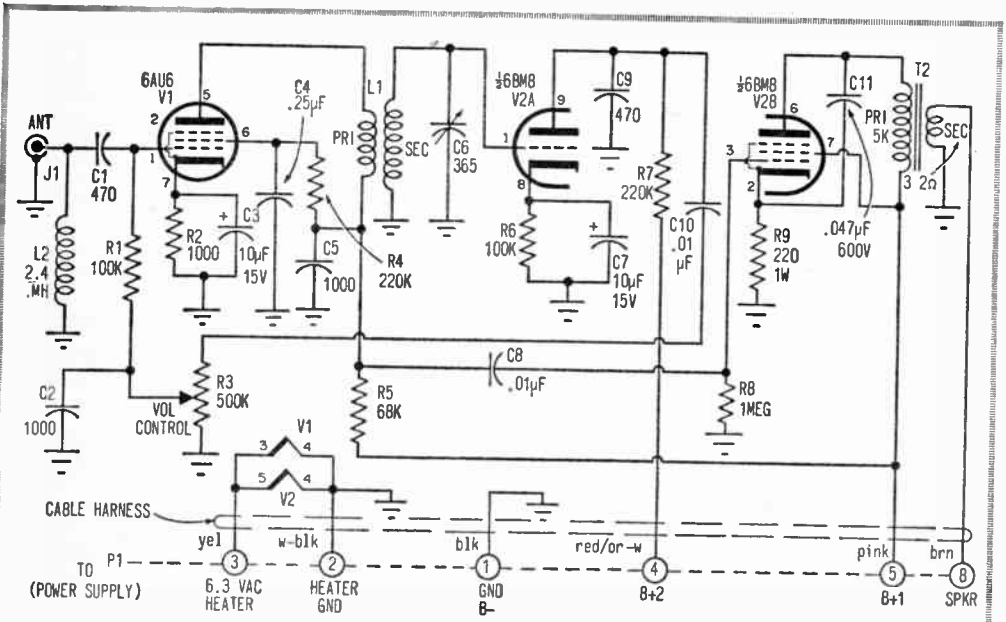 6AU6
V1
5
2
1
7
6
ANT
J1
C1
470
L2
2.4
.MH
R1
100K
R2
1000
+
C3
10µF
15V
C4
.25µF
C5
1000
R4
220K
L1
PRI
SEC
C6
365
½6BM8
V2A
9
1
8
C9
470
R6
100K
+
C7
10µF
15V
R7
220K
C10
.01
µF
½6BM8
V2B
6
3
7
2
C11
.047µF
600V
T2
PRI
5K
SEC
3.2Ω
R9
220
1W
C8
.01µF
R8
1MEG
R5
68K
C2
1000
VOL
CONTROL
R3
500K
3 V1 4
5 V2 4
CABLE HARNESS
yel
w-blk
blk
red/or-w
pink
brn
TO P1
(POWER SUPPLY)
3
6.3 VAC
HEATER
2
HEATER
GND
1
GND
B-
4
B+2
5
B+1
8
SPKR